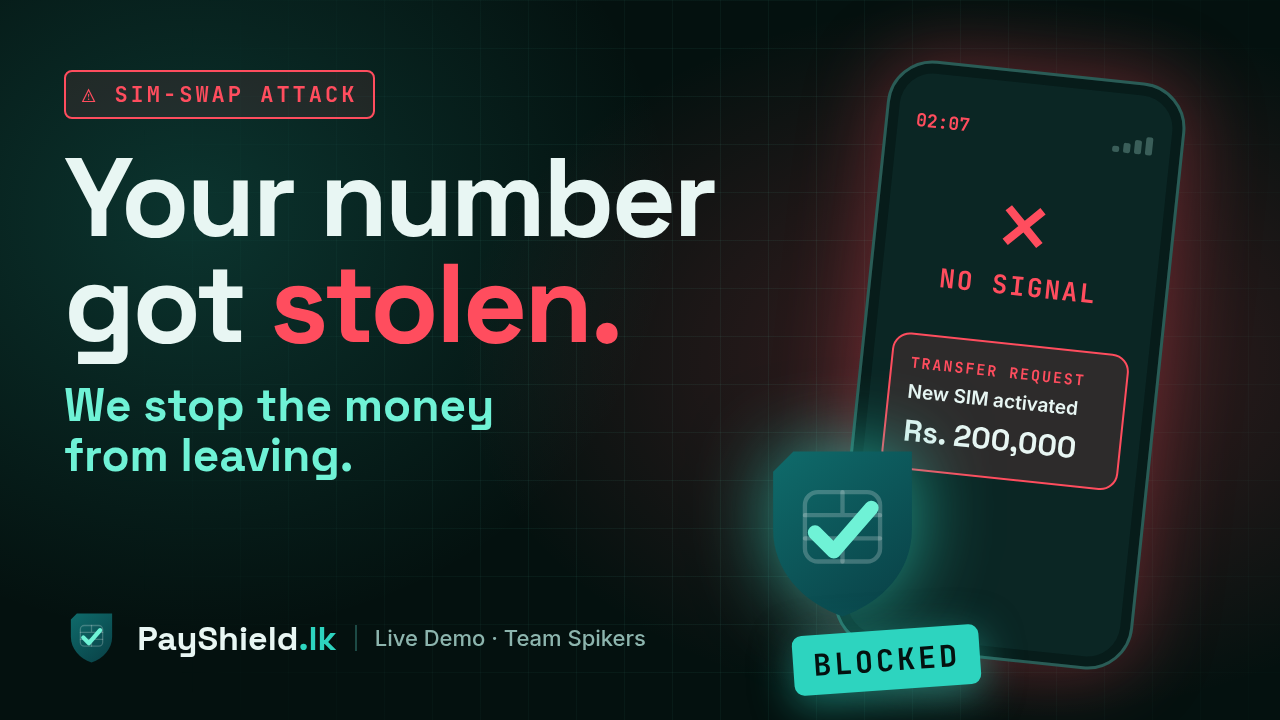 ⚠ SIM-SWAP ATTACK
Your number
got stolen.
We stop the money
from leaving.
PayShield.lk
Live Demo · Team Spikers
02:07
✕
NO SIGNAL
TRANSFER REQUEST
New SIM activated
Rs. 200,000
BLOCKED